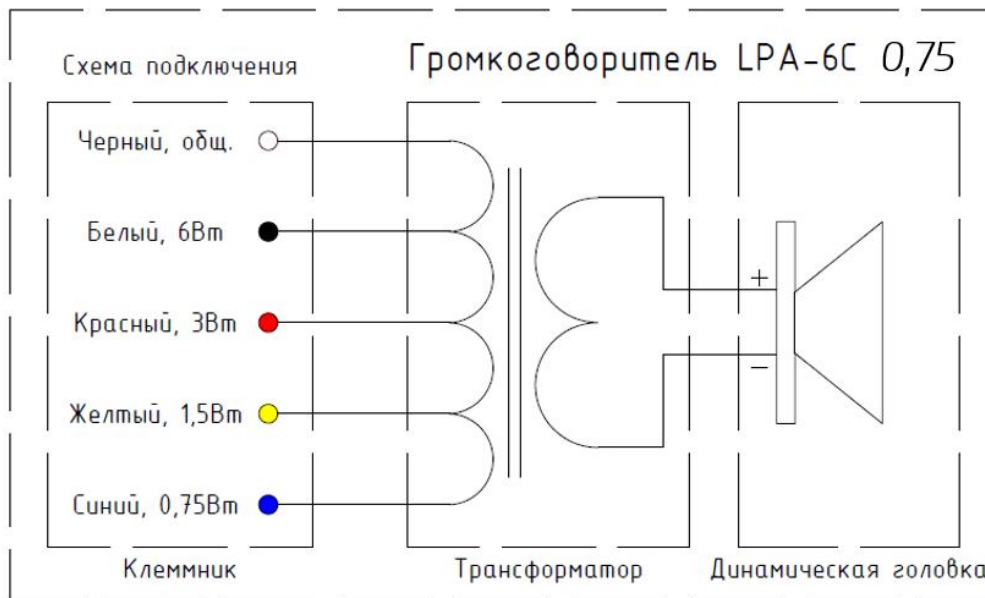 Громкоговоритель LPA-6C 0,75
Схема подключения
Черный, общ.
Белый, 6Вт
Красный, 3Вт
Желтый, 1,5Вт
Синий, 0,75Вт
+
−
Клеммник
Трансформатор
Динамическая головка